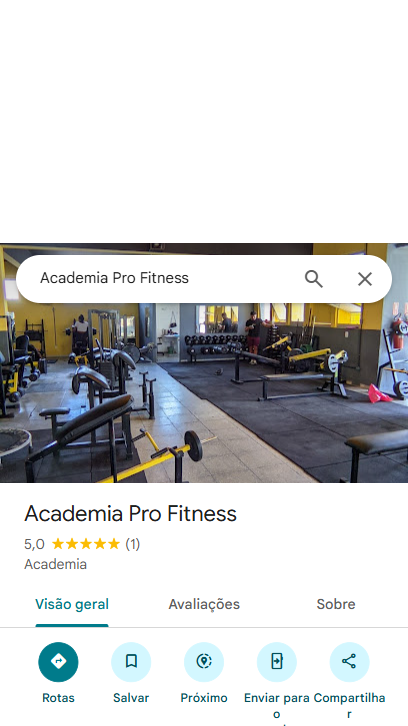 Academia Pro Fitness
Academia Pro Fitness
5,0 ★★★★★ (1)
Academia
Visão geral Avaliações Sobre
Rotas Salvar Próximo Enviar para o Compartilhar